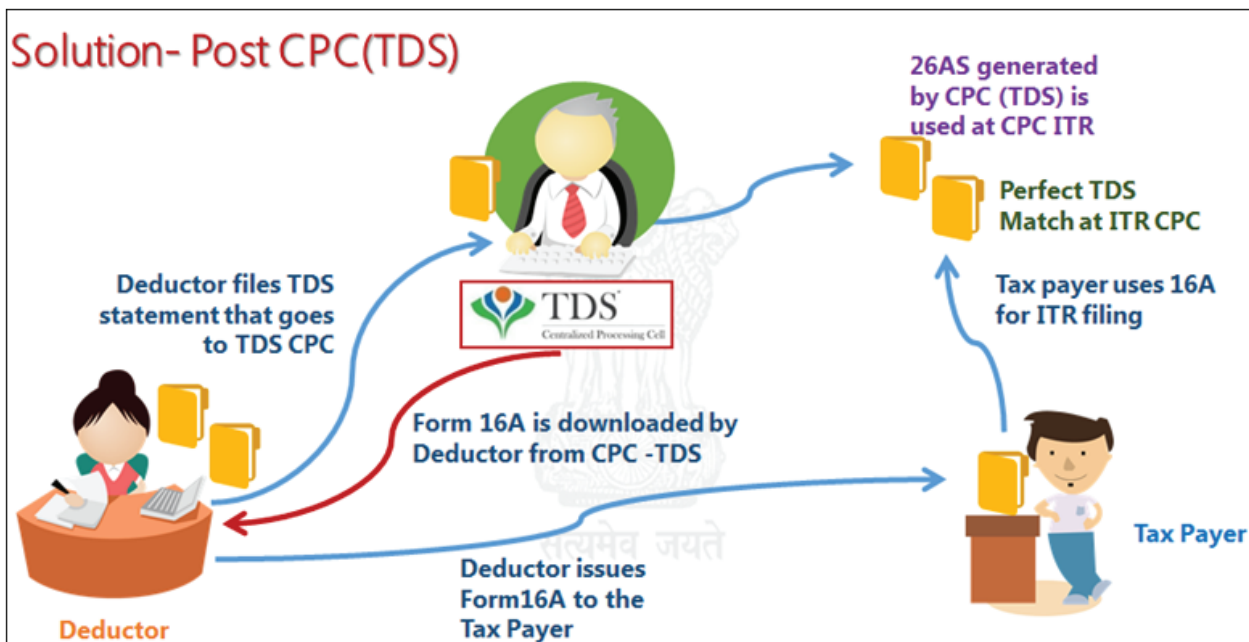 Solution- Post CPC(TDS)
26AS generated
by CPC (TDS) is
used at CPC ITR
Perfect TDS
Match at ITR CPC
Deductor files TDS
statement that goes
to TDS CPC
Tax payer uses 16A
for ITR filing
TDS
Centralized Processing Cell
Form 16A is downloaded by
Deductor from CPC -TDS
सत्यमेव जयते
Deductor issues
Form16A to the
Tax Payer
Tax Payer
Deductor